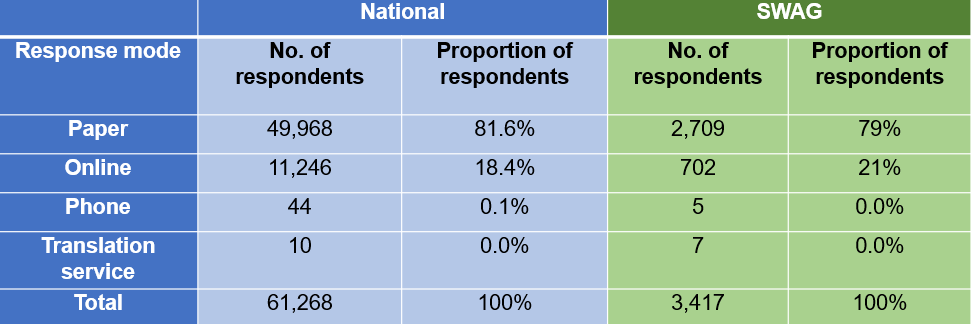 National SWAG
Response mode No. of respondents Proportion of respondents No. of respondents Proportion of respondents
Paper 49,968 81.6% 2,709 79%
Online 11,246 18.4% 702 21%
Phone 44 0.1% 5 0.0%
Translation service 10 0.0% 7 0.0%
Total 61,268 100% 3,417 100%